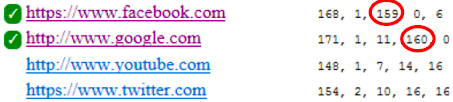 https://www.facebook.com 168, 1, 159, 0, 6
http://www.google.com 171, 1, 11, 160, 0
http://www.youtube.com 148, 1, 7, 14, 16
https://www.twitter.com 154, 2, 10, 16, 16